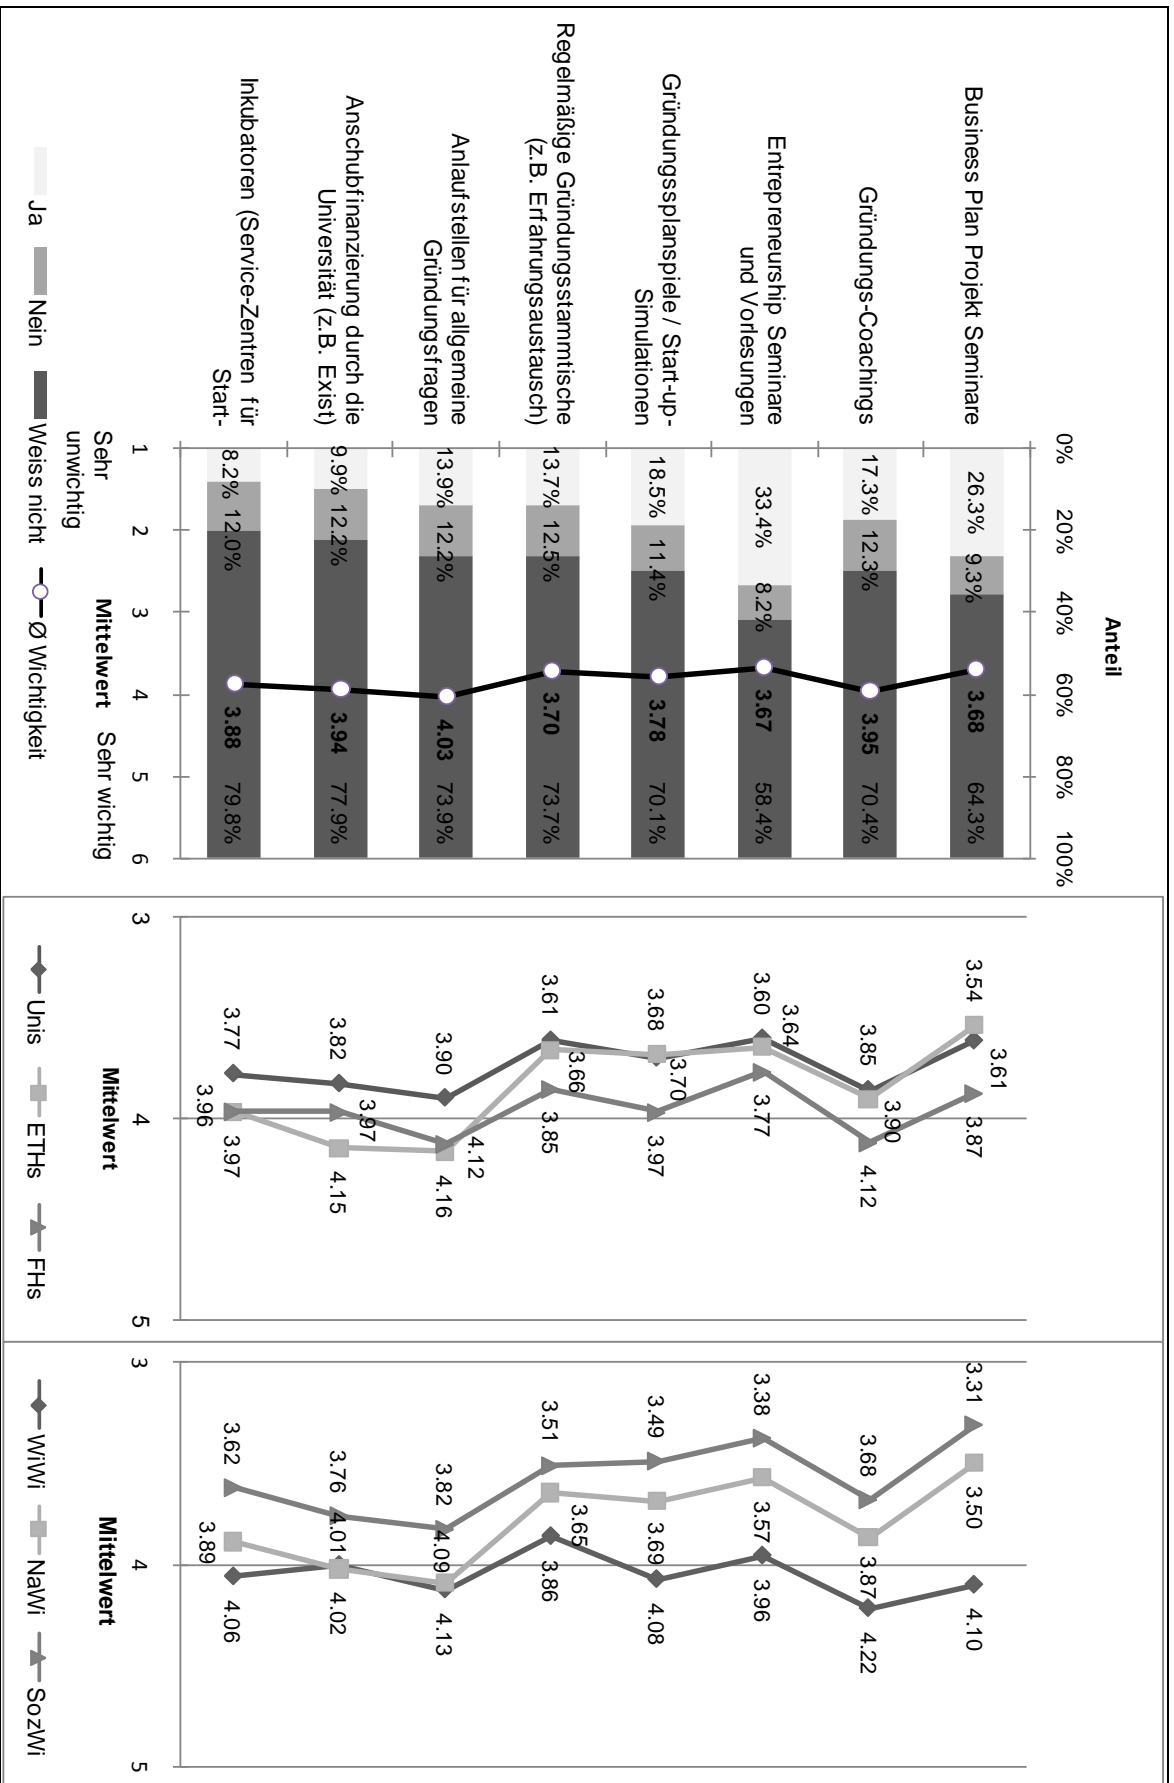 Anteil
0% 20% 40% 60% 80% 100%
Business Plan Projekt Seminare 26.3% 9.3% 3.68 64.3%
Gründungs-Coachings 17.3% 12.3% 3.95 70.4%
Entrepreneurship Seminare
und Vorlesungen
33.4% 8.2% 3.67 58.4%
Gründungssplanspiele / Start-up-
Simulationen
18.5% 11.4% 3.78 70.1%
Regelmäßige Gründungsstammtische
(z.B. Erfahrungsaustausch)
13.7% 12.5% 3.70 73.7%
Anlaufstellen für allgemeine
Gründungsfragen
13.9% 12.2% 4.03 73.9%
Anschubfinanzierung durch die
Universität (z.B. Exist)
9.9% 12.2% 3.94 77.9%
Inkubatoren (Service-Zentren für
Start-
8.2% 12.0% 3.88 79.8%
1 2 3 4 5 6
Sehr
unwichtig
Mittelwert Sehr wichtig
Ja Nein Weiss nicht Ø Wichtigkeit
3.54 3.61 3.87
3.85 3.90 4.12
3.60 3.64 3.77
3.68 3.70 3.97
3.61 3.66 3.85
3.90 4.12 4.16
3.82 3.97 4.15
3.77 3.96 3.97
3 4 5
Mittelwert
Unis ETHs FHs
3.31 3.50 4.10
3.68 3.87 4.22
3.38 3.57 3.96
3.49 3.69 4.08
3.51 3.65 3.86
3.82 4.09 4.13
3.76 4.01 4.02
3.62 3.89 4.06
3 4 5
Mittelwert
WiWi NaWi SozWi